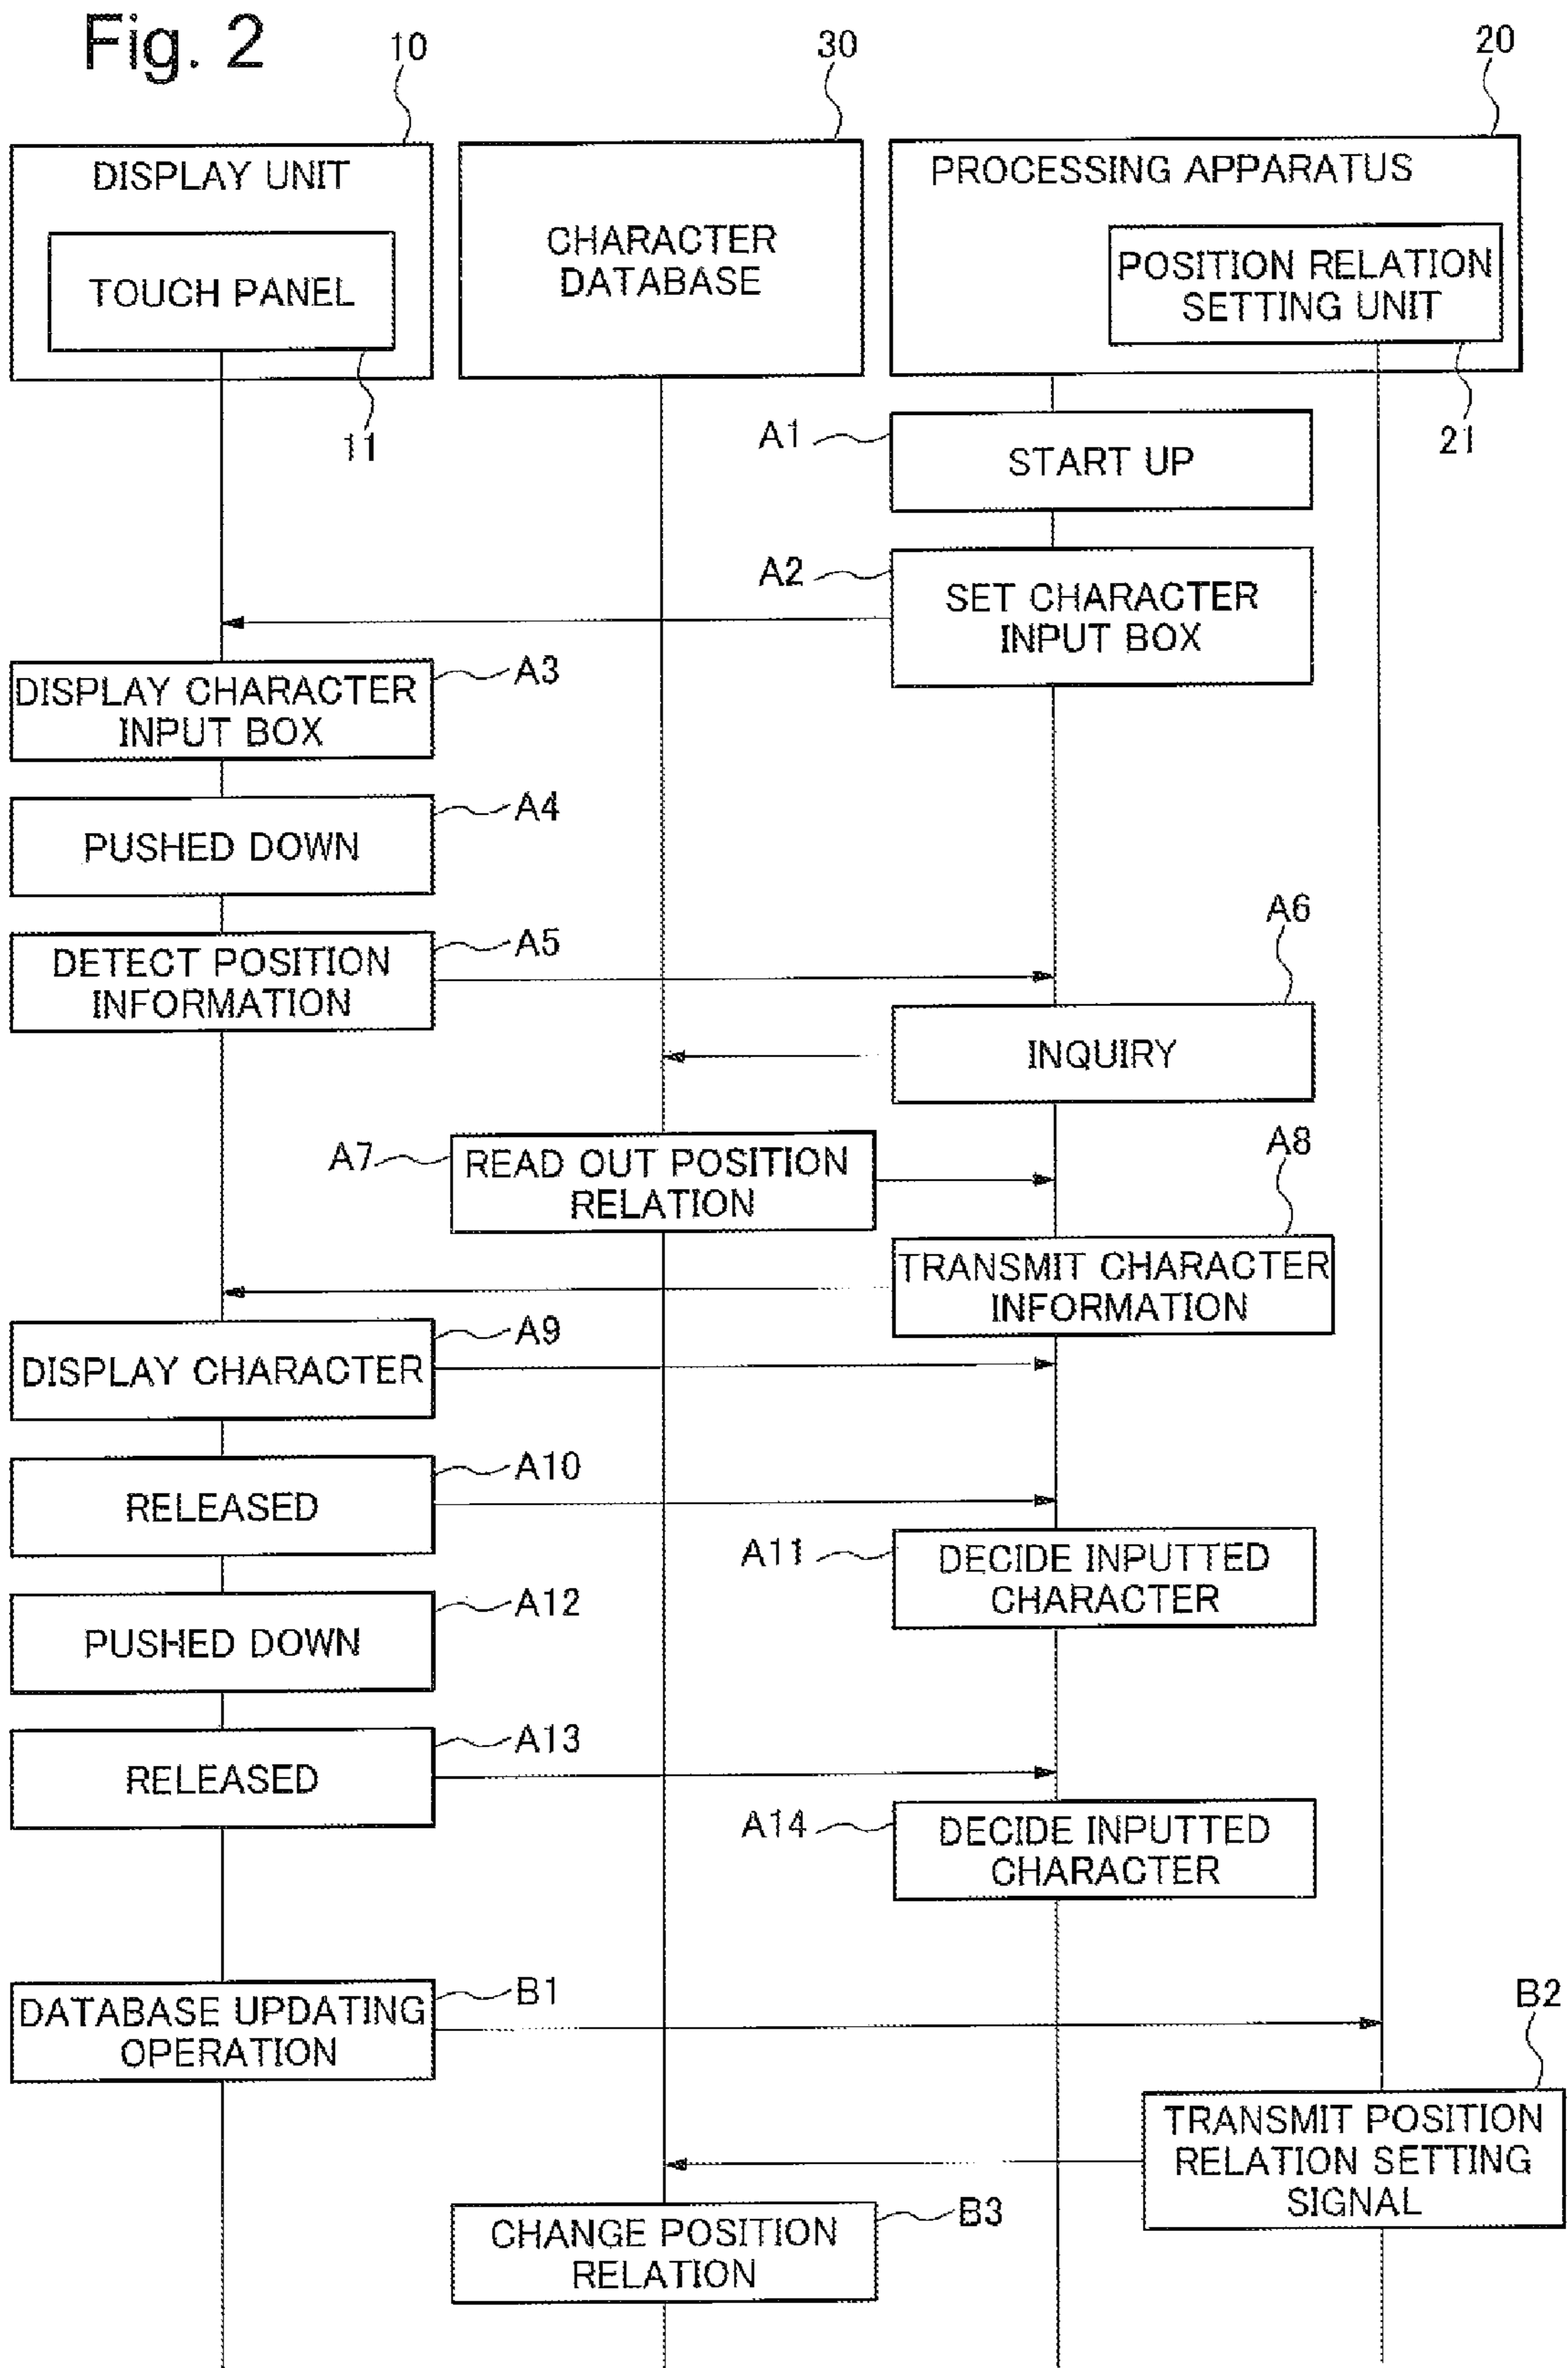 Fig. 2
10
30
20
DISPLAY UNIT
TOUCH PANEL
11
CHARACTER
DATABASE
PROCESSING APPARATUS
POSITION RELATION
SETTING UNIT
21
A1
START UP
A2
SET CHARACTER
INPUT BOX
A3
DISPLAY CHARACTER
INPUT BOX
A4
PUSHED DOWN
A5
DETECT POSITION
INFORMATION
A6
INQUIRY
A7
READ OUT POSITION
RELATION
A8
TRANSMIT CHARACTER
INFORMATION
A9
DISPLAY CHARACTER
A10
RELEASED
A11
DECIDE INPUTTED
CHARACTER
A12
PUSHED DOWN
A13
RELEASED
A14
DECIDE INPUTTED
CHARACTER
B1
DATABASE UPDATING
OPERATION
B2
TRANSMIT POSITION
RELATION SETTING
SIGNAL
B3
CHANGE POSITION
RELATION